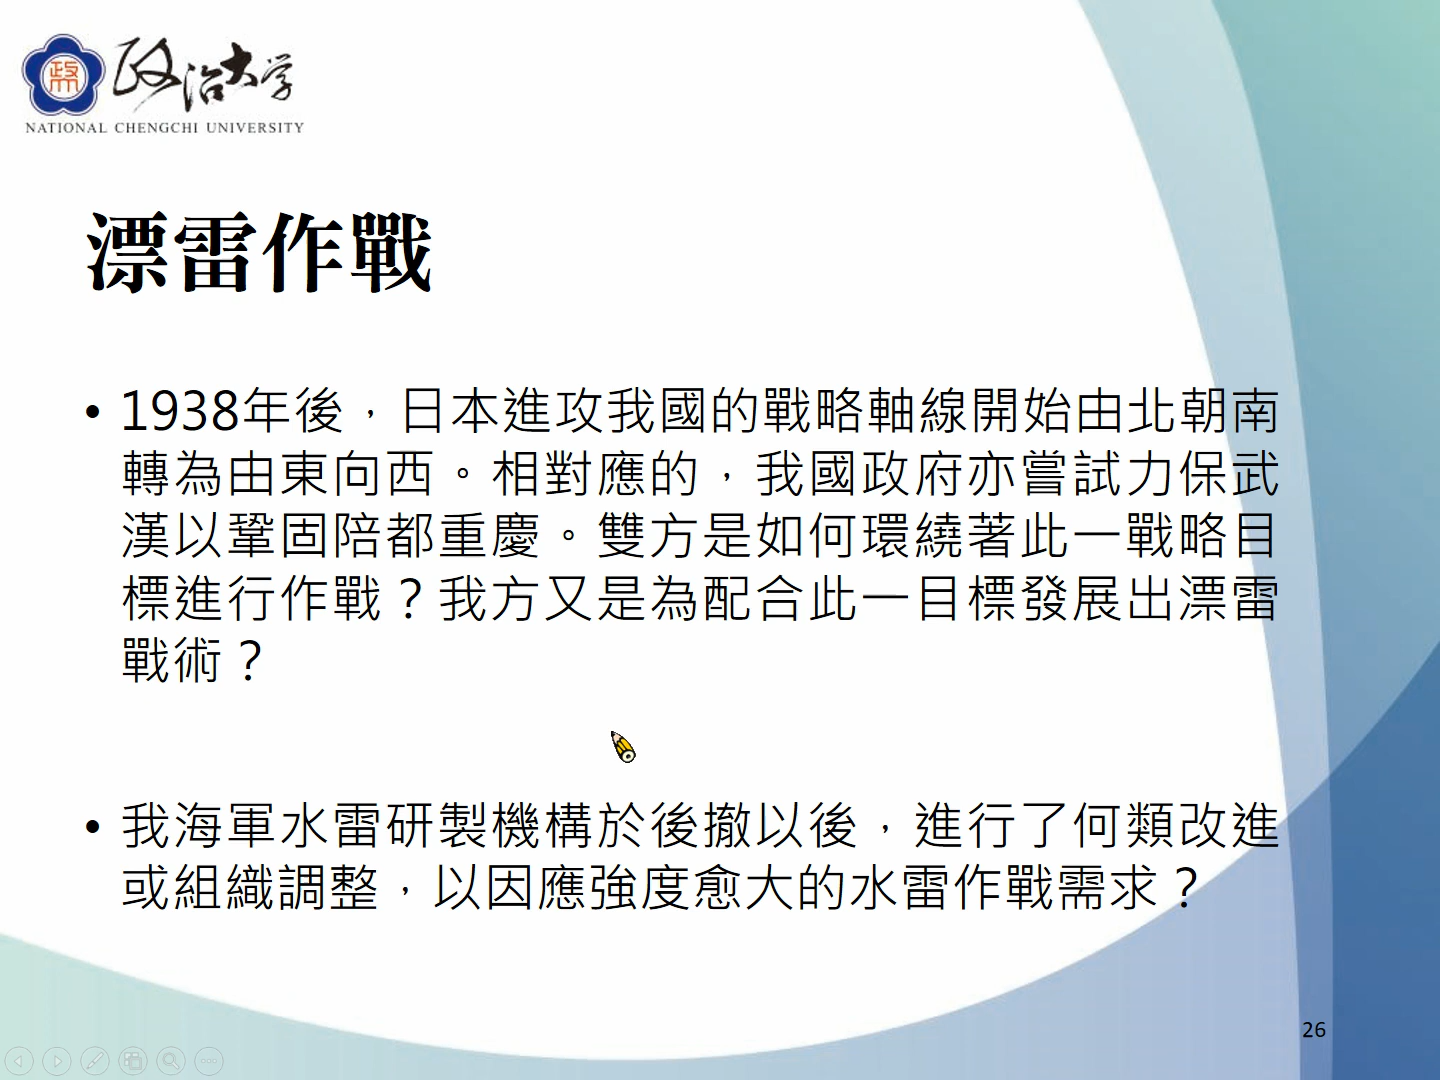 政
政治大学
NATIONAL CHENGCHI UNIVERSITY
漂雷作戰
• 1938年後，日本進攻我國的戰略軸線開始由北朝南
轉為由東向西。相對應的，我國政府亦嘗試力保武
漢以鞏固陪都重慶。雙方是如何環繞著此一戰略目
標進行作戰？我方又是為配合此一目標發展出漂雷
戰術？
• 我海軍水雷研製機構於後撤以後，進行了何類改進
或組織調整，以因應強度愈大的水雷作戰需求？
26